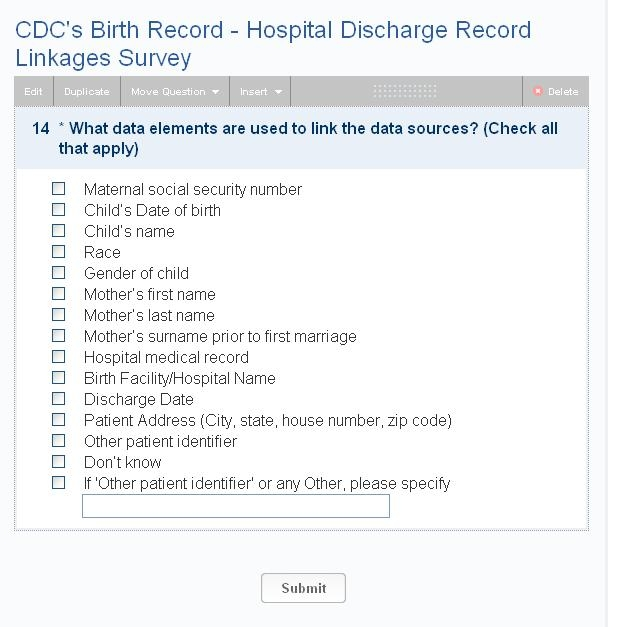 CDC's Birth Record - Hospital Discharge Record
Linkages Survey
Edit Duplicate Move Question Insert Delete
14 * What data elements are used to link the data sources? (Check all
that apply)
Maternal social security number
Child's Date of birth
Child's name
Race
Gender of child
Mother's first name
Mother's last name
Mother's surname prior to first marriage
Hospital medical record
Birth Facility/Hospital Name
Discharge Date
Patient Address (City, state, house number, zip code)
Other patient identifier
Don't know
If 'Other patient identifier' or any Other, please specify
Submit